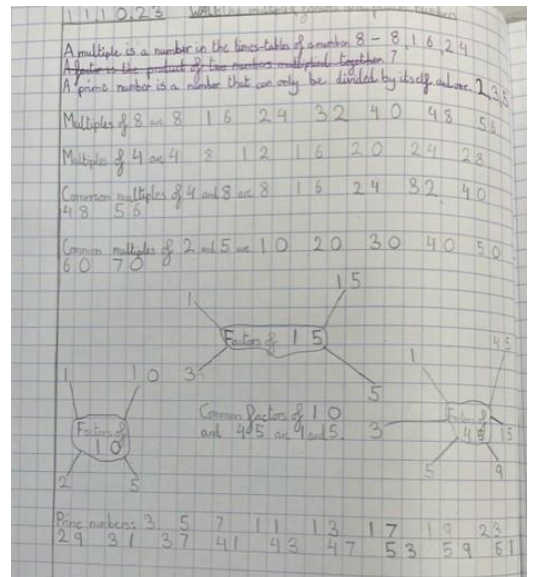 11.10.23 WALT:
A multiple is a number in the times-tables of a number 8 - 8, 16, 24
A factor is the product of two numbers multiplied together. 7
A prime number is a number that can only be divided by itself and one. 2,3,5
Multiples of 8 are 8 16 24 32 40 48 56
Multiples of 4 are 4 8 12 16 20 24 28
Common multiples of 4 and 8 are 8 16 24 32 40
48 56
Common multiples of 2 and 5 are 10 20 30 40 50
60 70
1 15
Factors of 15
3 5
1 10
Factors of
10
2 5
Common factors of 10
and 45 are 1 and 5.
1 45
Factors of
45
3 15
5 9
Prime numbers: 3 5 7 11 13 17 19 23
29 31 37 41 43 47 53 59 61